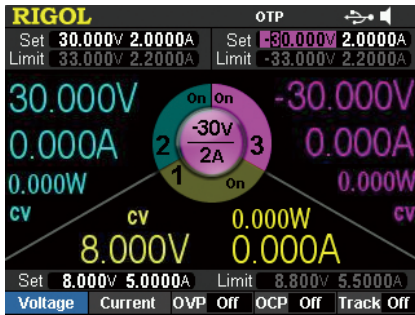 RIGOL OTP
Set 30.000V 2.0000A Set -30.000V 2.0000A
Limit 33.000V 2.2000A Limit -33.000V 2.2000A
30.000V On On -30.000V
0.000A 2 -30V 2A 3 0.000A
0.000W 1 On 0.000W
CV CV 0.000W CV
8.000V 0.000A
Set 8.000V 5.0000A Limit 8.800V 5.5000A
Voltage Current OVP Off OCP Off Track Off